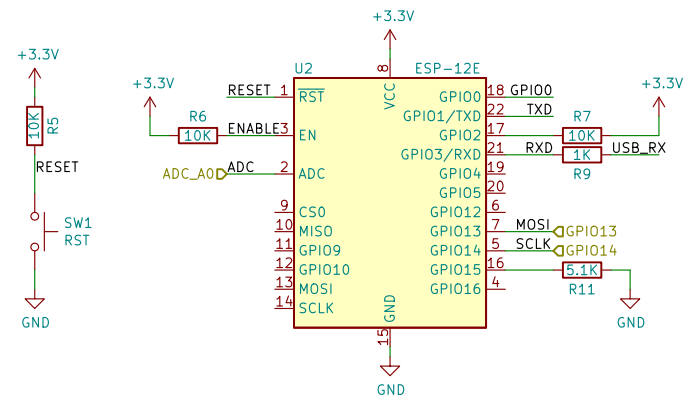 +3.3V
+3.3V
+3.3V
+3.3V
10K
R5
RESET
SW1
RST
GND
R6
10K
ENABLE
RESET
ADC_A0
ADC
U2
ESP-12E
8
VCC
1
RST
3
EN
2
ADC
9
CS0
10
MISO
11
GPIO9
12
GPIO10
13
MOSI
14
SCLK
18
GPIO0
GPIO0
22
GPIO1/TXD
TXD
17
GPIO2
R7
10K
21
GPIO3/RXD
RXD
1K
R9
USB_RX
19
GPIO4
20
GPIO5
6
GPIO12
7
GPIO13
MOSI
GPIO13
5
GPIO14
SCLK
GPIO14
16
GPIO15
5.1K
R11
GND
4
GPIO16
GND
15
GND